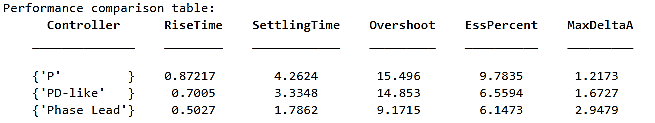 Performance comparison table:
Controller RiseTime SettlingTime Overshoot EssPercent MaxDeltaA
{'P' } 0.87217 4.2624 15.496 9.7835 1.2173
{'PD-like' } 0.7005 3.3348 14.853 6.5594 1.6727
{'Phase Lead'} 0.5027 1.7862 9.1715 6.1473 2.9479